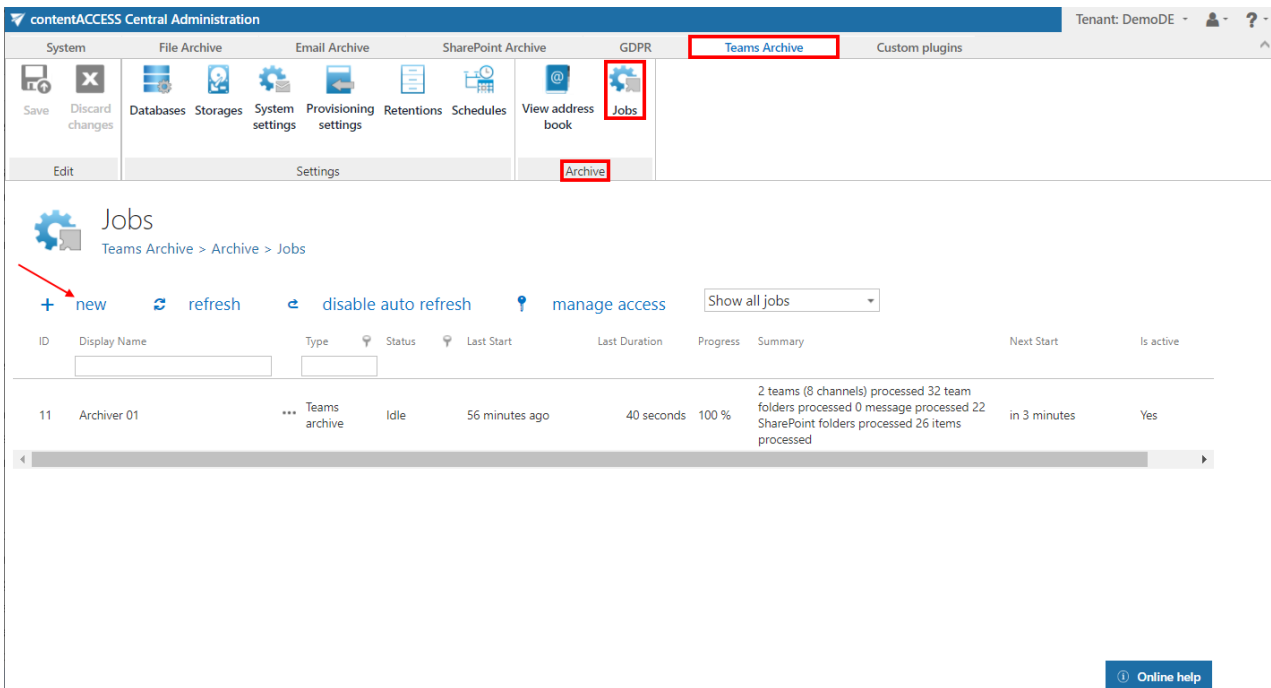 contentACCESS Central Administration
Tenant: DemoDE
?
System File Archive Email Archive SharePoint Archive GDPR Teams Archive Custom plugins
Save Discard changes Databases Storages System settings Provisioning settings Retentions Schedules View address book Jobs
Edit Settings Archive
Jobs
Teams Archive > Archive > Jobs
+ new refresh disable auto refresh manage access Show all jobs
ID Display Name Type Status Last Start Last Duration Progress Summary Next Start Is active
11 Archiver 01 ••• Teams archive Idle 56 minutes ago 40 seconds 100 % 2 teams (8 channels) processed 32 team
folders processed 0 message processed 22
SharePoint folders processed 26 items
processed
in 3 minutes Yes
Online help